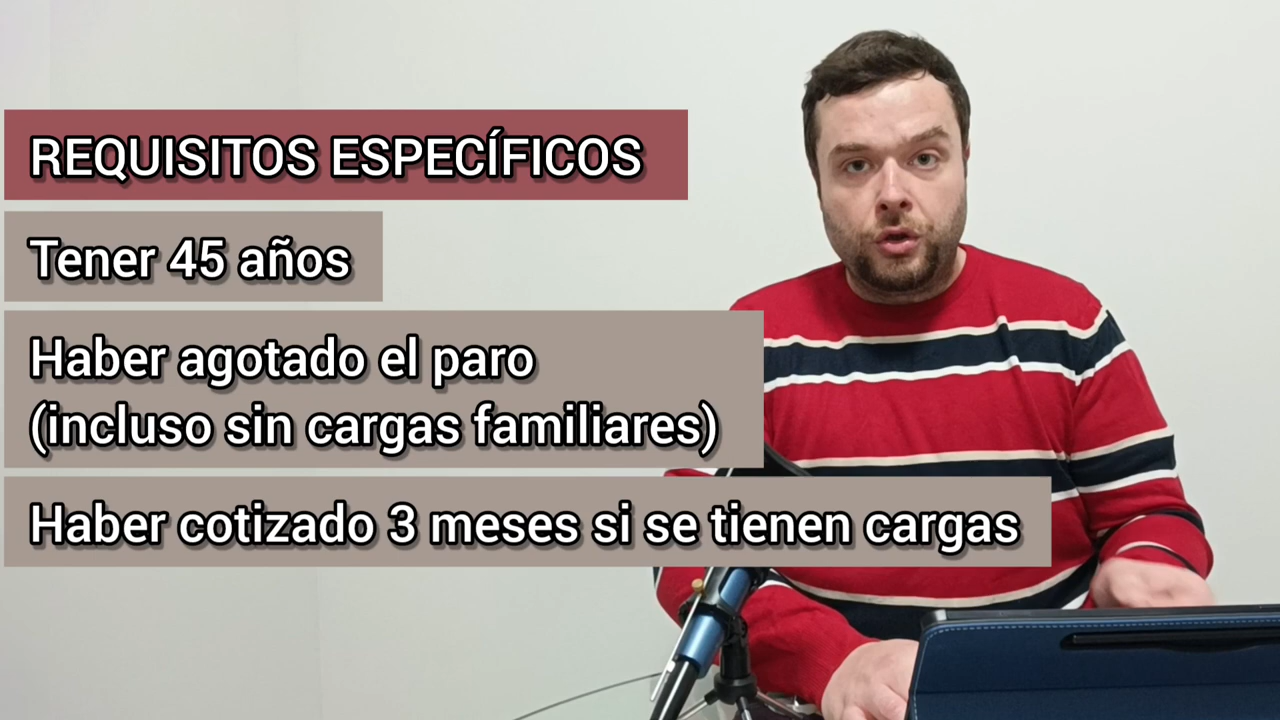 REQUISITOS ESPECÍFICOS
Tener 45 años
Haber agotado el paro
(incluso sin cargas familiares)
Haber cotizado 3 meses si se tienen cargas